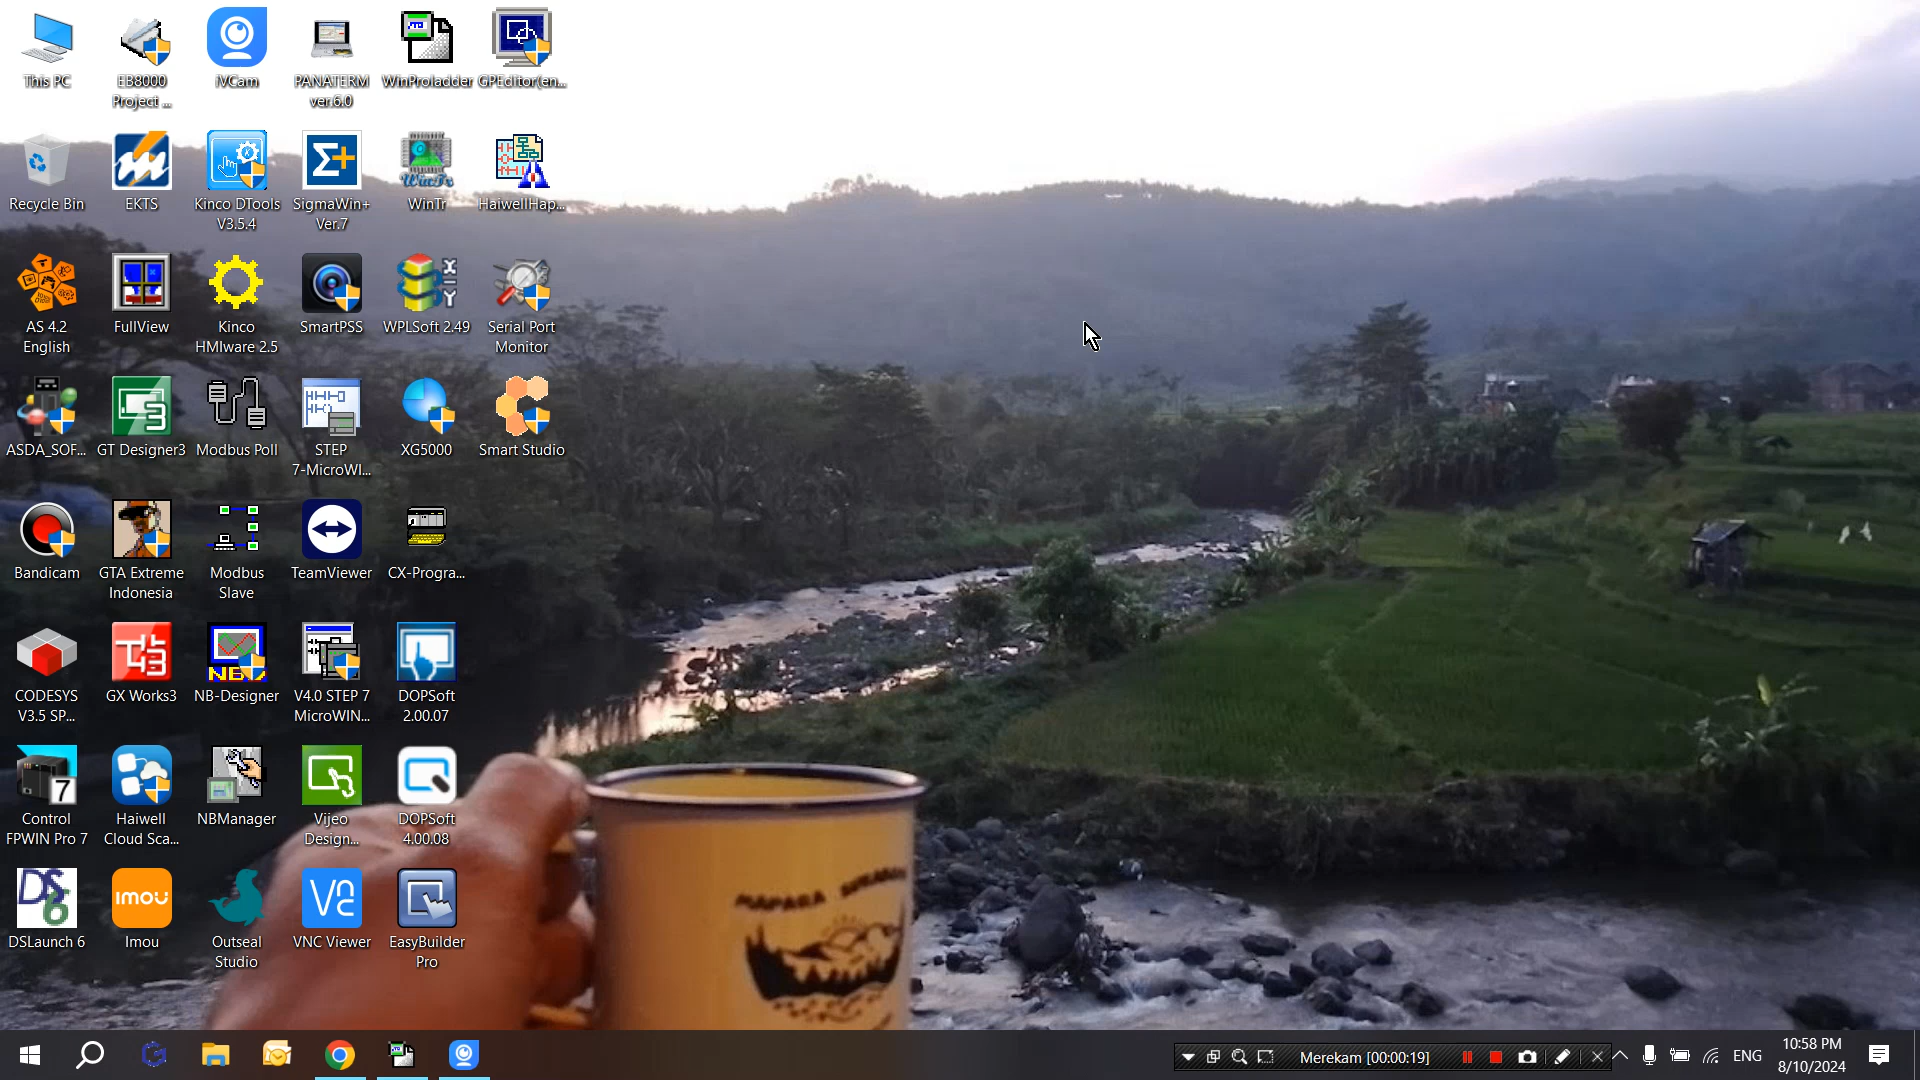 This PC
EB8000
Project ...
iVCam
PANATERM
ver.6.0
WinProladder
GPEditor(en...
Recycle Bin
EKTS
Kinco DTools
V3.5.4
SigmaWin+
Ver.7
WinTr
HaiwellHap...
AS 4.2
English
FullView
Kinco
HMIware 2.5
SmartPSS
WPLSoft 2.49
Serial Port
Monitor
ASDA_SOF...
GT Designer3
Modbus Poll
STEP
7-MicroWI...
XG5000
Smart Studio
Bandicam
GTA Extreme
Indonesia
Modbus
Slave
TeamViewer
CX-Progra...
CODESYS
V3.5 SP...
GX Works3
NB-Designer
V4.0 STEP 7
MicroWIN...
DOPSoft
2.00.07
Control
FPWIN Pro 7
Haiwell
Cloud Sca...
NBManager
Vijeo
Design...
DOPSoft
4.00.08
DSLaunch 6
Imou
Outseal
Studio
VNC Viewer
EasyBuilder
Pro
Merekam [00:00:19]
ENG
10:58 PM
8/10/2024